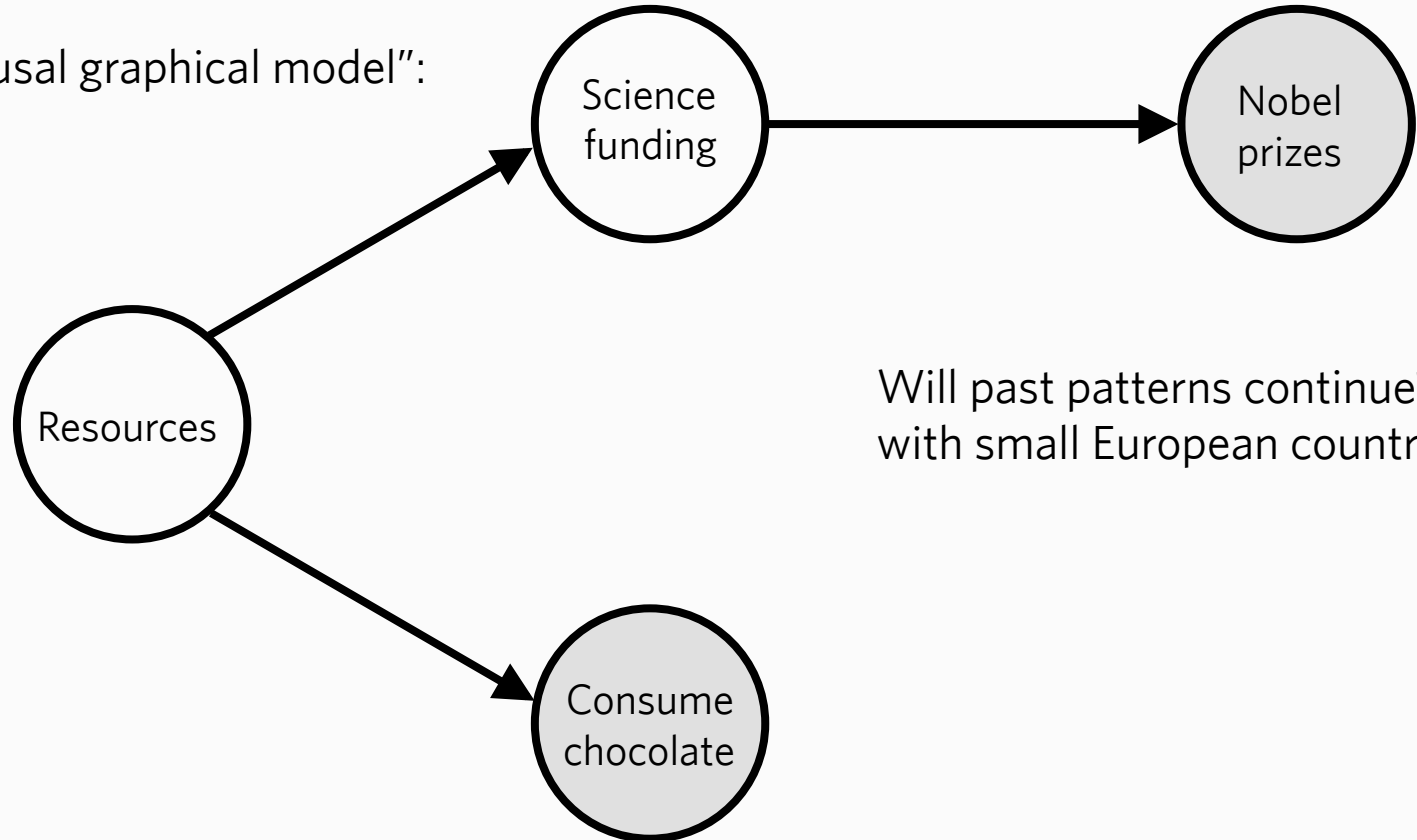 usal graphical model”:
Science
funding
Nobel
prizes
Resources
Will past patterns continue
with small European countr
Consume
chocolate